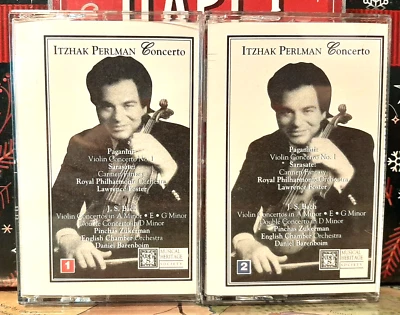 ITZHAK PERLMAN Concerto
Paganini:
Violin Concerto No. 1
Sarasate:
Carmen Fantasy
Royal Philharmonic Orchestra
Lawrence Foster
J. S. Bach
Violin Concertos in A Minor • E • G Minor
Double Concerto in D Minor
Pinchas Zukerman
English Chamber Orchestra
Daniel Barenboim
1
MUSICAL
HERITAGE
SOCIETY
ITZHAK PERLMAN Concerto
Paganini:
Violin Concerto No. 1
Sarasate:
Carmen Fantasy
Royal Philharmonic Orchestra
Lawrence Foster
J. S. Bach
Violin Concertos in A Minor • E • G Minor
Double Concerto in D Minor
Pinchas Zukerman
English Chamber Orchestra
Daniel Barenboim
2
MUSICAL
HERITAGE
SOCIETY